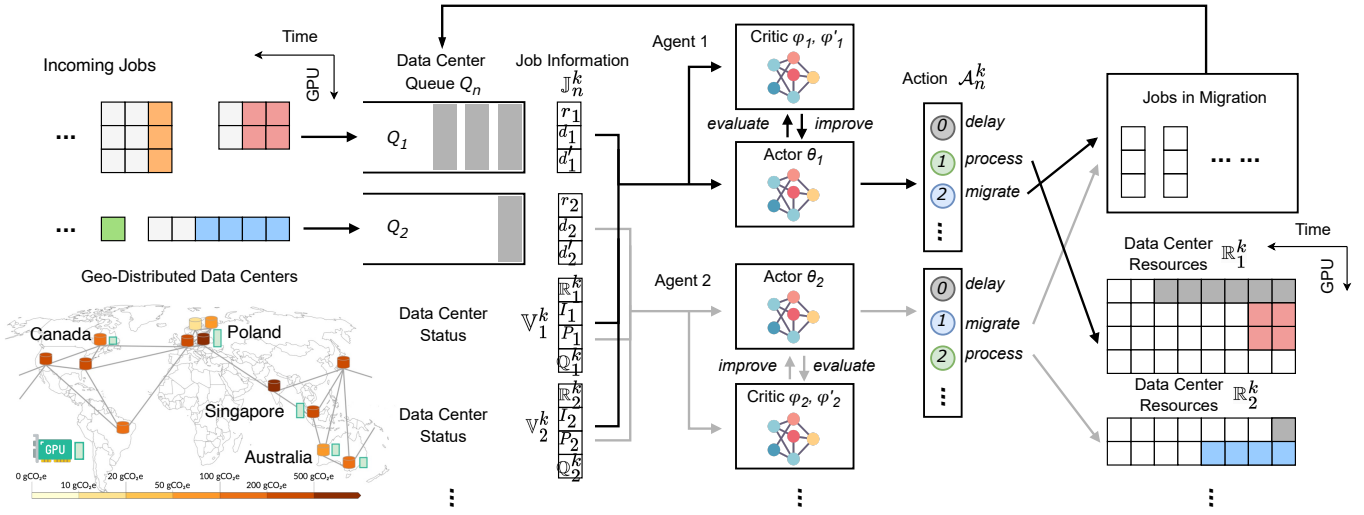 Incoming Jobs
Time
GPU
...
...
Data Center
Queue Q_n
Q_1
Q_2
Job Information
𝕁_n^k
r_1
d_1
d'_1
r_2
d_2
d'_2
Data Center
Status
𝕍_1^k
ℝ_1^k
I_1
P_1
ℚ_1^k
Data Center
Status
𝕍_2^k
ℝ_2^k
I_2
P_2
ℚ_2^k
...
Geo-Distributed Data Centers
Canada
Poland
Singapore
Australia
GPU
0 gCO₂e
20 gCO₂e
100 gCO₂e
500 gCO₂e
10 gCO₂e
50 gCO₂e
200 gCO₂e
Agent 1
Critic φ_1, φ'_1
evaluate
improve
Actor θ_1
Agent 2
Actor θ_2
improve
evaluate
Critic φ_2, φ'_2
...
Action 𝒜_n^k
0
delay
1
process
2
migrate
...
0
delay
1
migrate
2
process
...
Jobs in Migration
... ...
Data Center
Resources ℝ_1^k
Time
GPU
Data Center
Resources ℝ_2^k
...